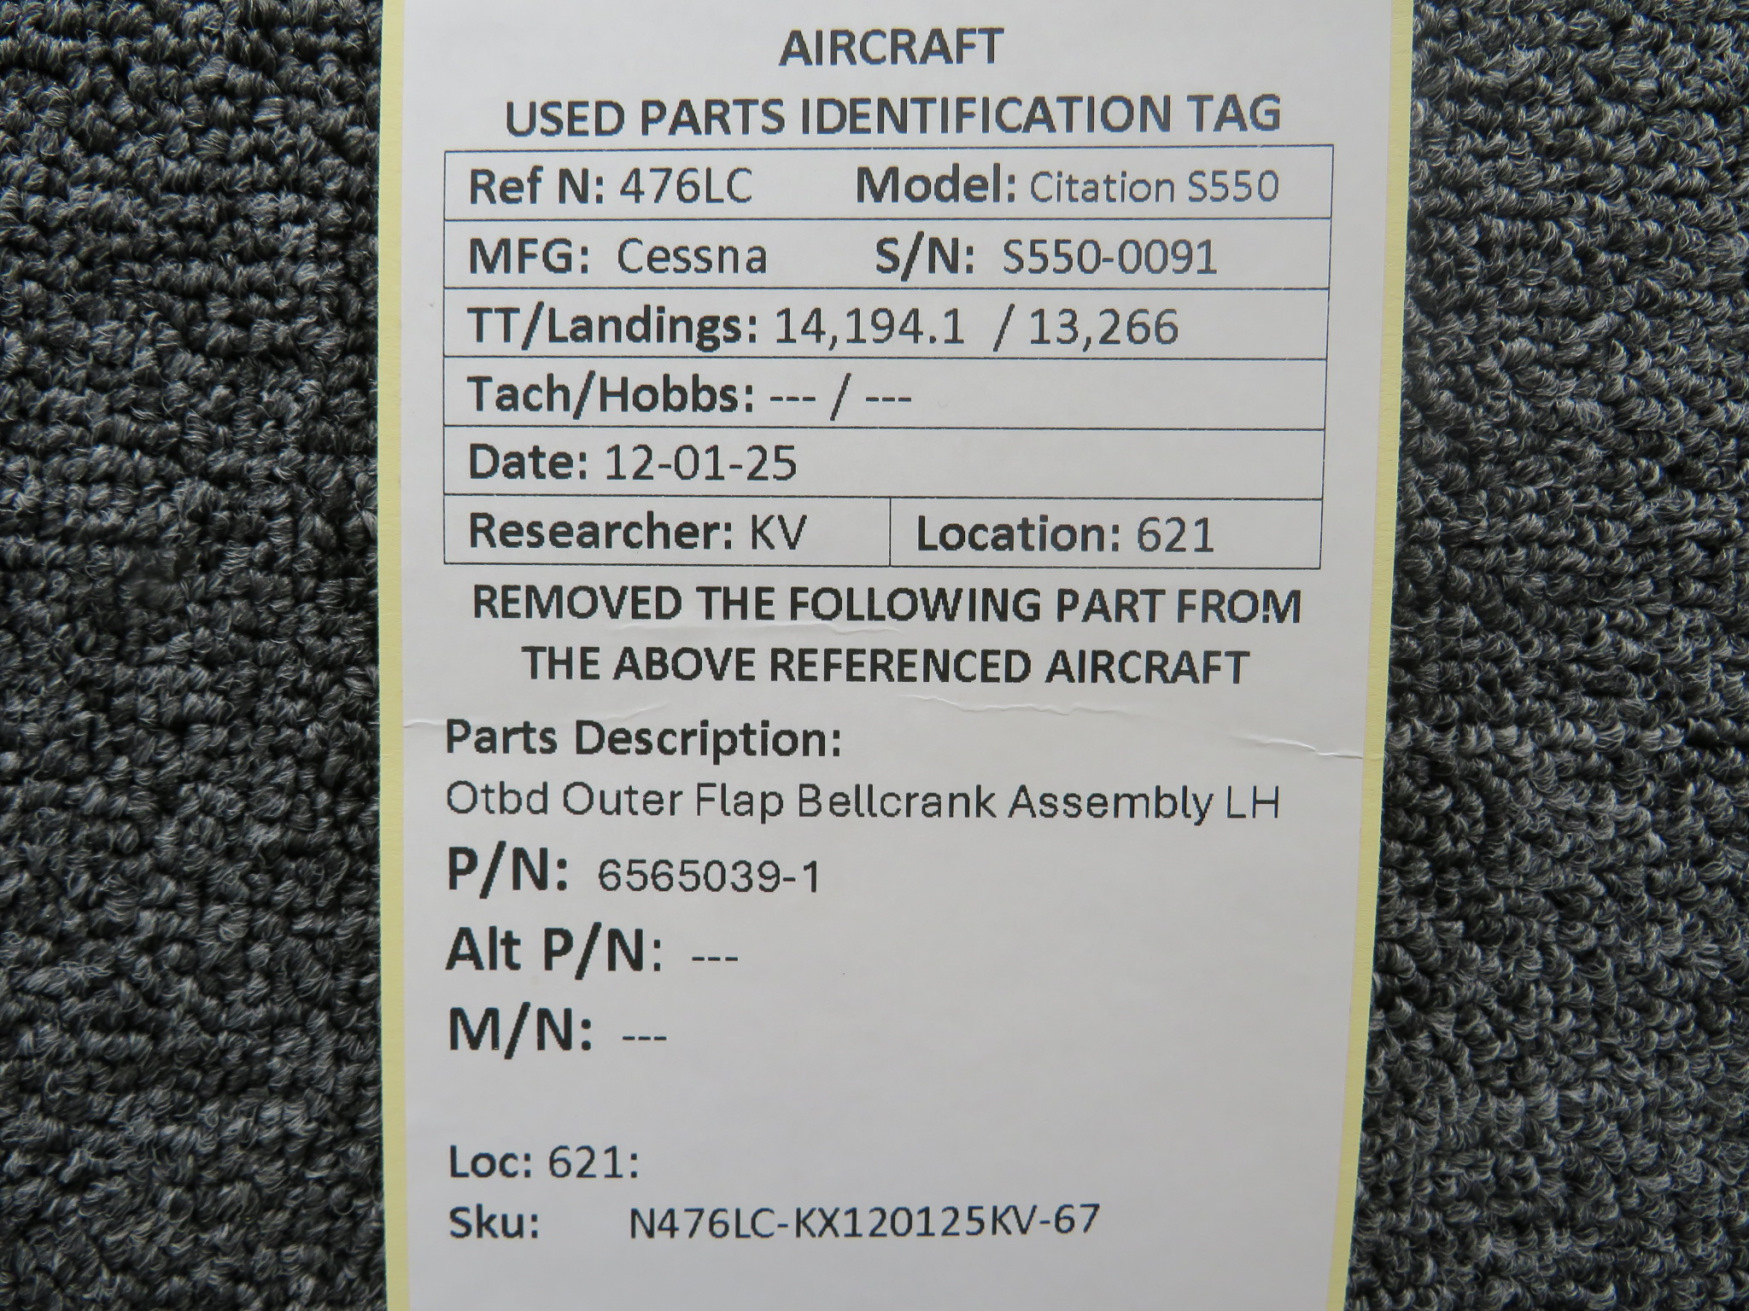 AIRCRAFT
USED PARTS IDENTIFICATION TAG
Ref N: 476LC Model: Citation S550
MFG: Cessna S/N: S550-0091
TT/Landings: 14,194.1 / 13,266
Tach/Hobbs: --- / ---
Date: 12-01-25
Researcher: KV Location: 621
REMOVED THE FOLLOWING PART FROM
THE ABOVE REFERENCED AIRCRAFT
Parts Description:
Otbd Outer Flap Bellcrank Assembly LH
P/N: 6565039-1
Alt P/N: ---
M/N: ---
Loc: 621:
Sku: N476LC-KX120125KV-67